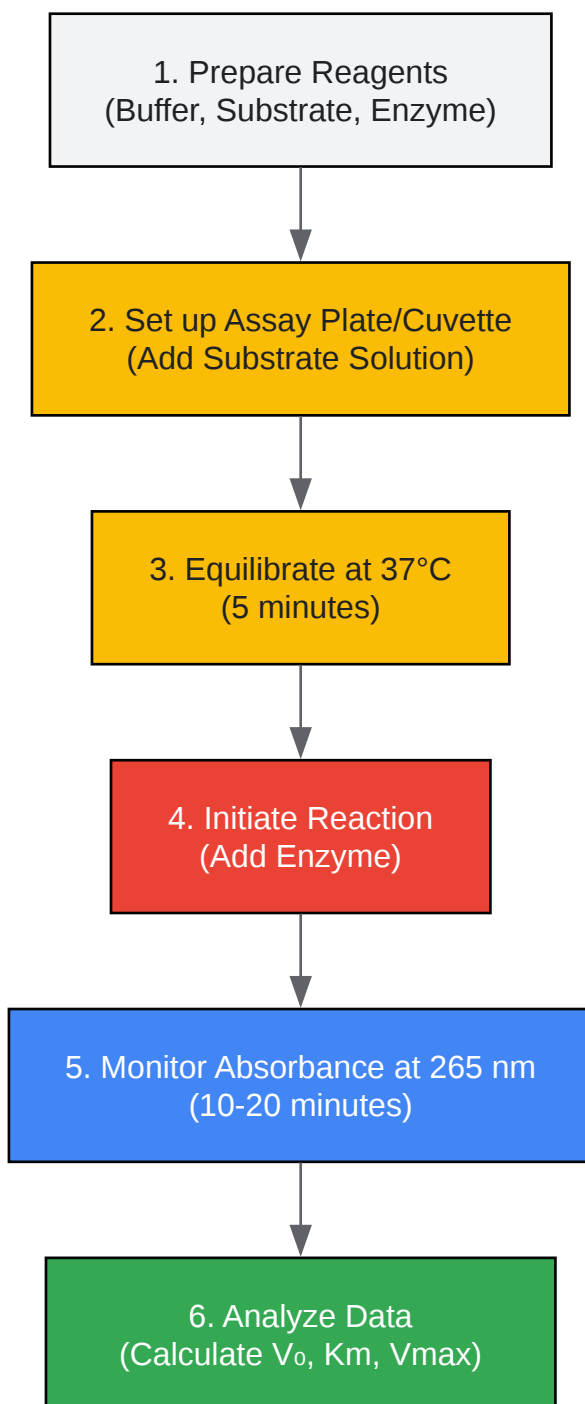 1. Prepare Reagents
(Buffer, Substrate, Enzyme)
2. Set up Assay Plate/Cuvette
(Add Substrate Solution)
3. Equilibrate at 37°C
(5 minutes)
4. Initiate Reaction
(Add Enzyme)
5. Monitor Absorbance at 265 nm
(10-20 minutes)
6. Analyze Data
(Calculate V₀, Km, Vmax)